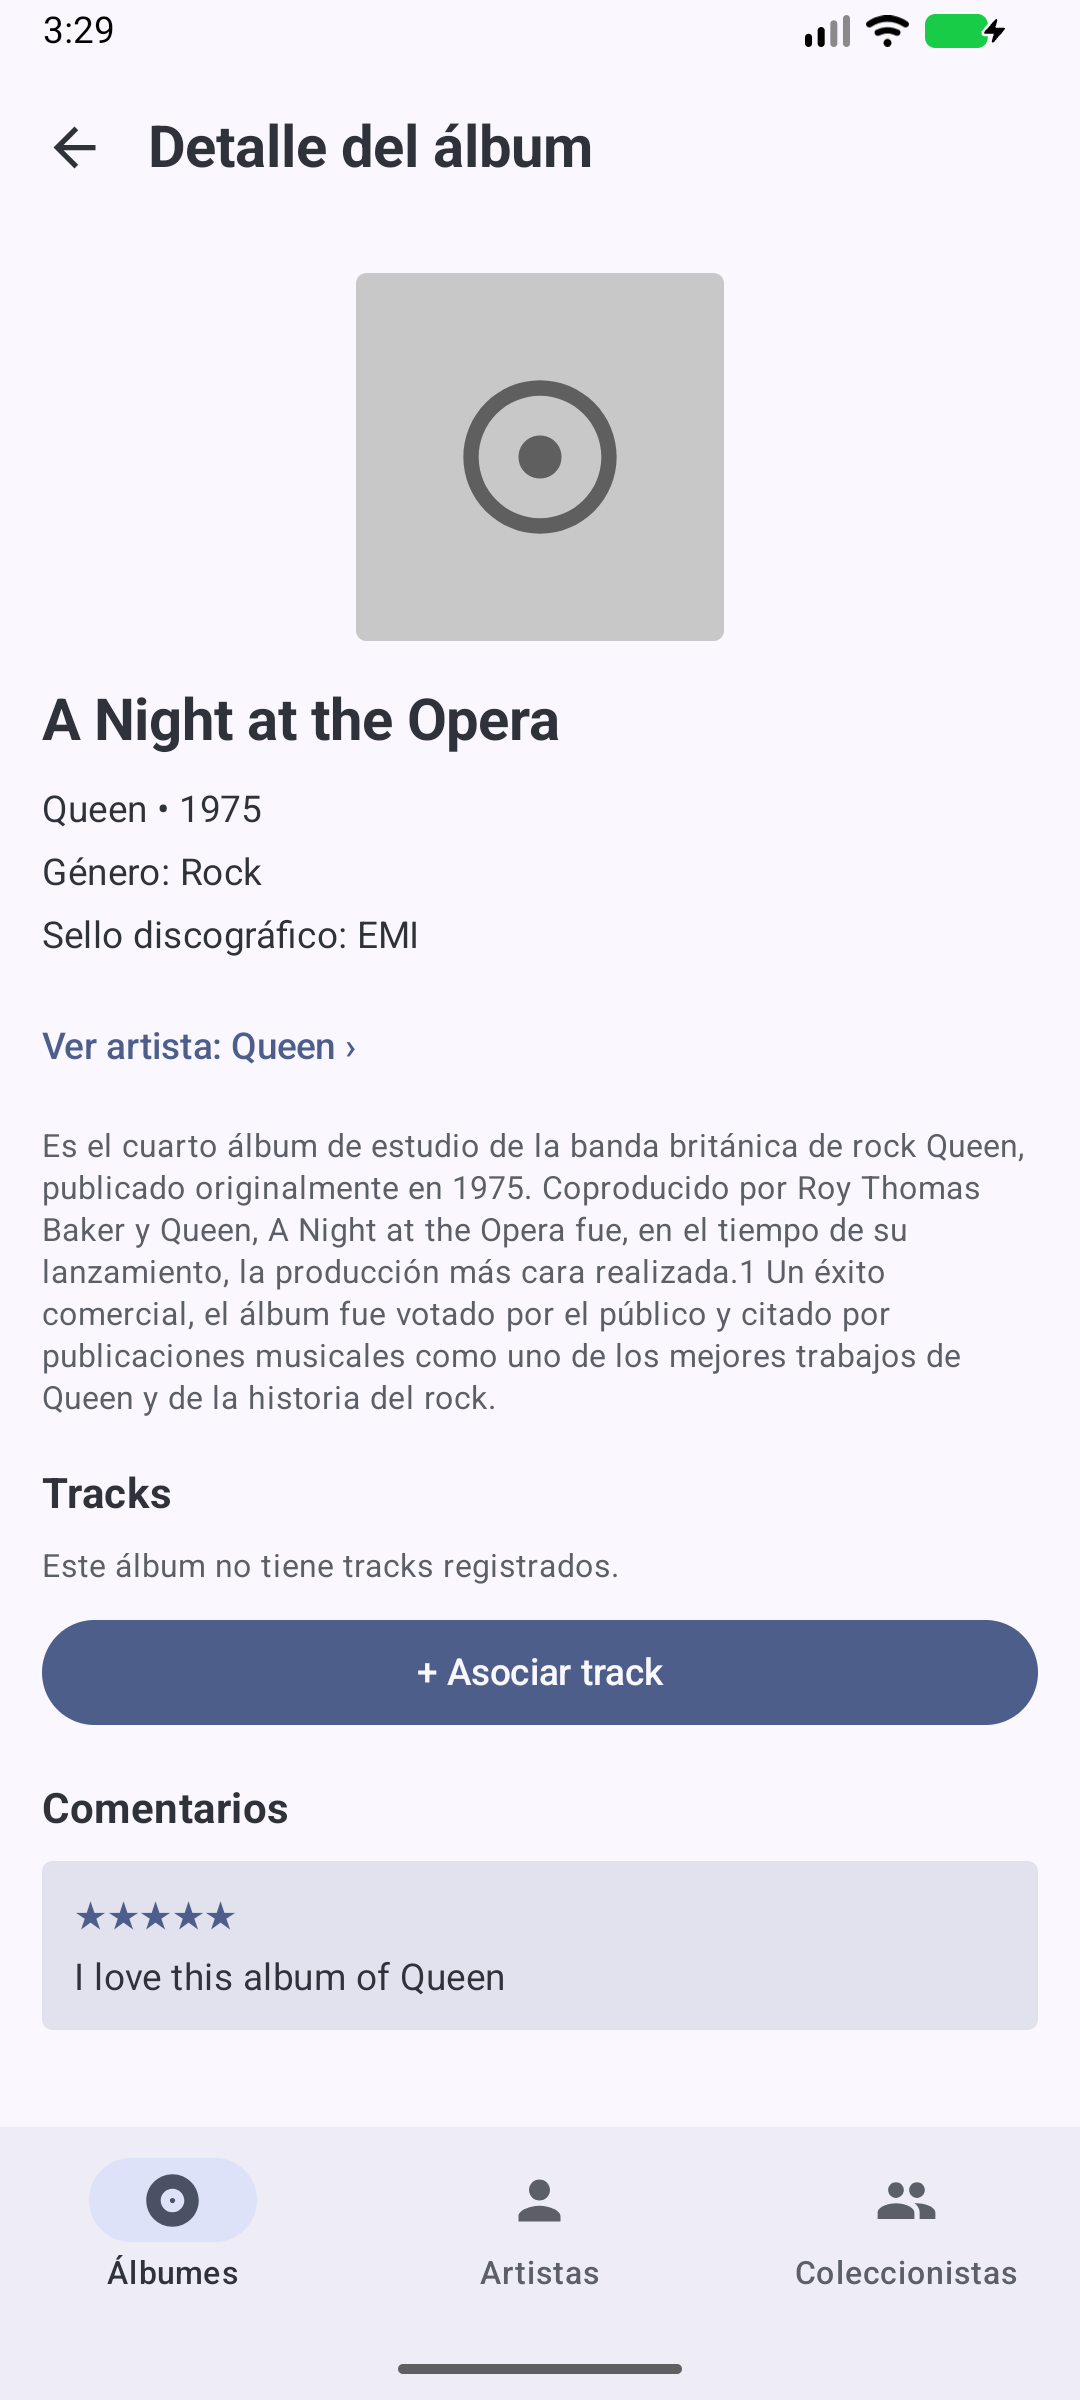 3:29
Detalle del álbum
A Night at the Opera
Queen • 1975
Género: Rock
Sello discográfico: EMI
Ver artista: Queen ›
Es el cuarto álbum de estudio de la banda británica de rock Queen,
publicado originalmente en 1975. Coproducido por Roy Thomas
Baker y Queen, A Night at the Opera fue, en el tiempo de su
lanzamiento, la producción más cara realizada.1 Un éxito
comercial, el álbum fue votado por el público y citado por
publicaciones musicales como uno de los mejores trabajos de
Queen y de la historia del rock.
Tracks
Este álbum no tiene tracks registrados.
+ Asociar track
Comentarios
★★★★★
I love this album of Queen
Álbumes
Artistas
Coleccionistas